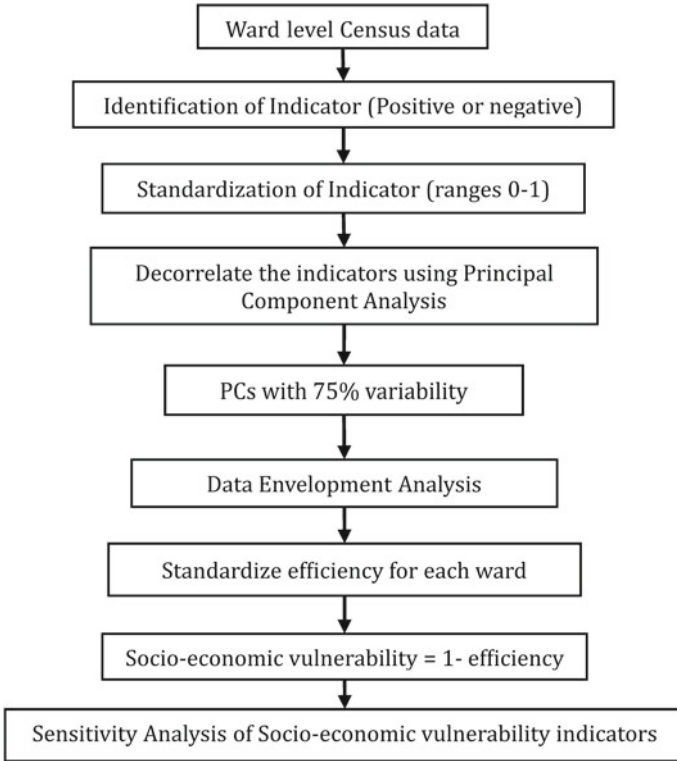 Ward level Census data
Identification of Indicator (Positive or negative)
Standardization of Indicator (ranges 0-1)
Decorrelate the indicators using Principal
Component Analysis
PCs with 75% variability
Data Envelopment Analysis
Standardize efficiency for each ward
Socio-economic vulnerability = 1- efficiency
Sensitivity Analysis of Socio-economic vulnerability indicators